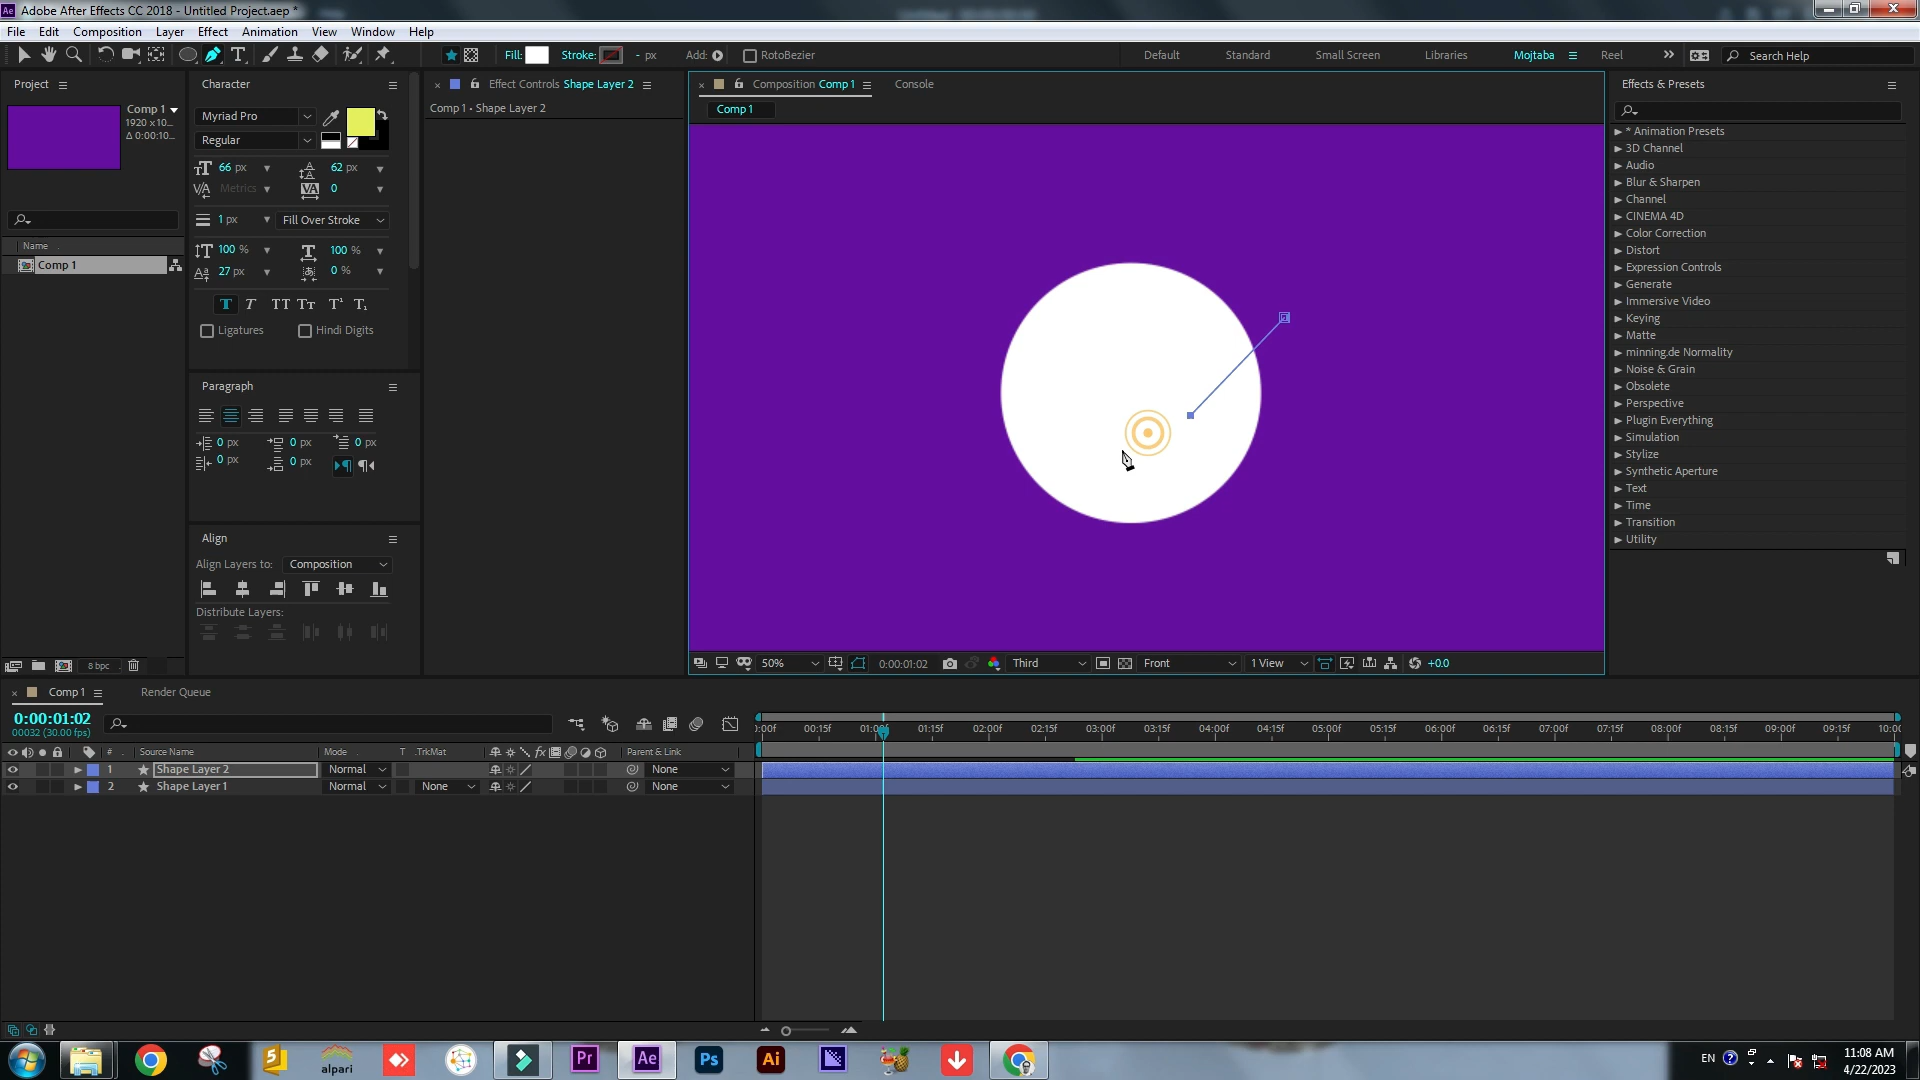 Adobe After Effects CC 2018 - Untitled Project.aep *
File Edit Composition Layer Effect Animation View Window Help
Fill: Stroke: - px Add: RotoBezier Default Standard Small Screen Libraries Mojtaba Reel Search Help
Project
Comp 1
1920 x10...
Δ 0:00:10...
Name
Comp 1
8 bpc
Character
Myriad Pro
Regular
66 px 62 px
Metrics 0
1 px Fill Over Stroke
100 % 100 %
27 px 0 %
Ligatures Hindi Digits
Paragraph
0 px 0 px 0 px
0 px 0 px
Align
Align Layers to: Composition
Distribute Layers:
Effect Controls Shape Layer 2
Comp 1 • Shape Layer 2
Composition Comp 1 Console
Comp 1
50% 0:00:01:02 Third Front 1 View +0.0
Effects & Presets
* Animation Presets
3D Channel
Audio
Blur & Sharpen
Channel
CINEMA 4D
Color Correction
Distort
Expression Controls
Generate
Immersive Video
Keying
Matte
minning.de Normality
Noise & Grain
Obsolete
Perspective
Plugin Everything
Simulation
Stylize
Synthetic Aperture
Text
Time
Transition
Utility
Comp 1 Render Queue
0:00:01:02
00032 (30.00 fps)
# Source Name Mode T .TrkMat Parent & Link
1 Shape Layer 2 Normal None
2 Shape Layer 1 Normal None None
:00f 00:15f 01:00f 01:15f 02:00f 02:15f 03:00f 03:15f 04:00f 04:15f 05:00f 05:15f 06:00f 06:15f 07:00f 07:15f 08:00f 08:15f 09:00f 09:15f 10:00
alpari Pr Ae Ps Ai
EN
11:08 AM
4/22/2023